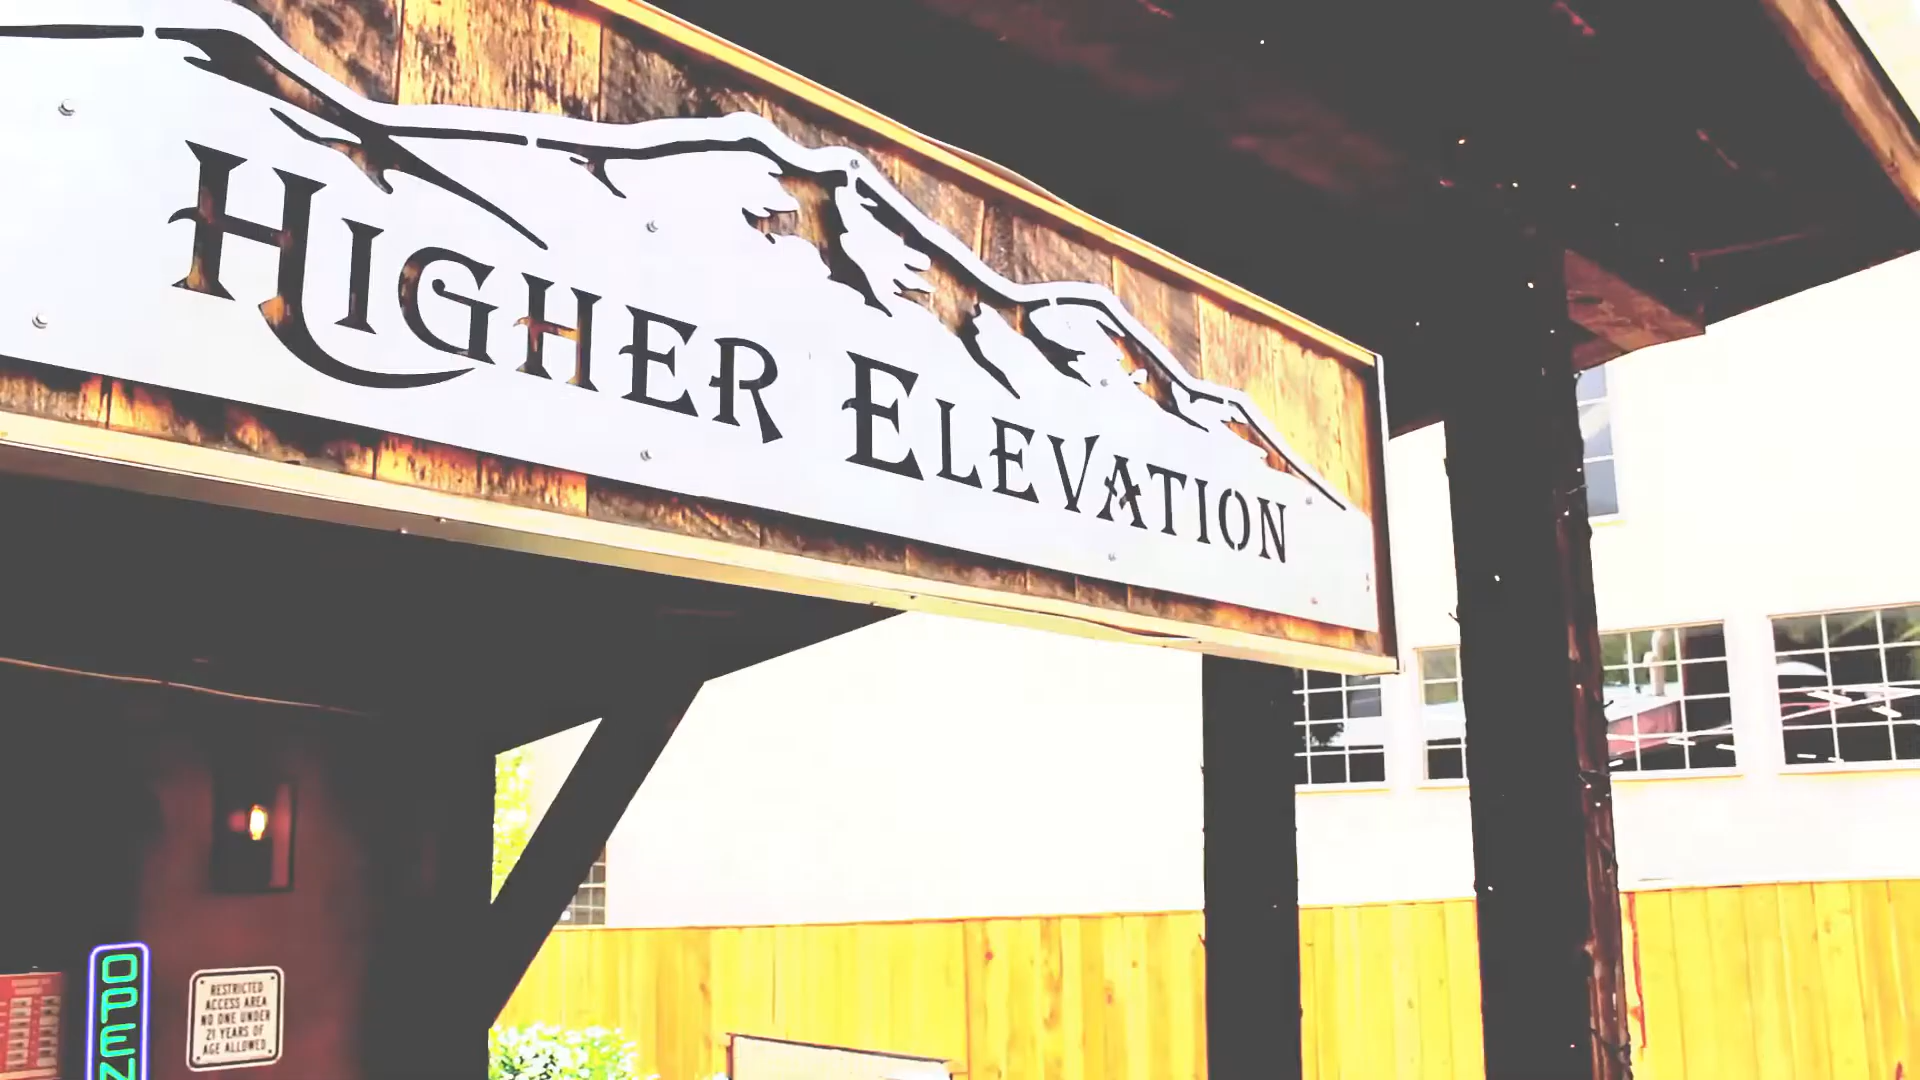 HIGHER ELEVATION
OPEN
RESTRICTED
ACCESS AREA
NO ONE UNDER
21 YEARS OF
AGE ALLOWED